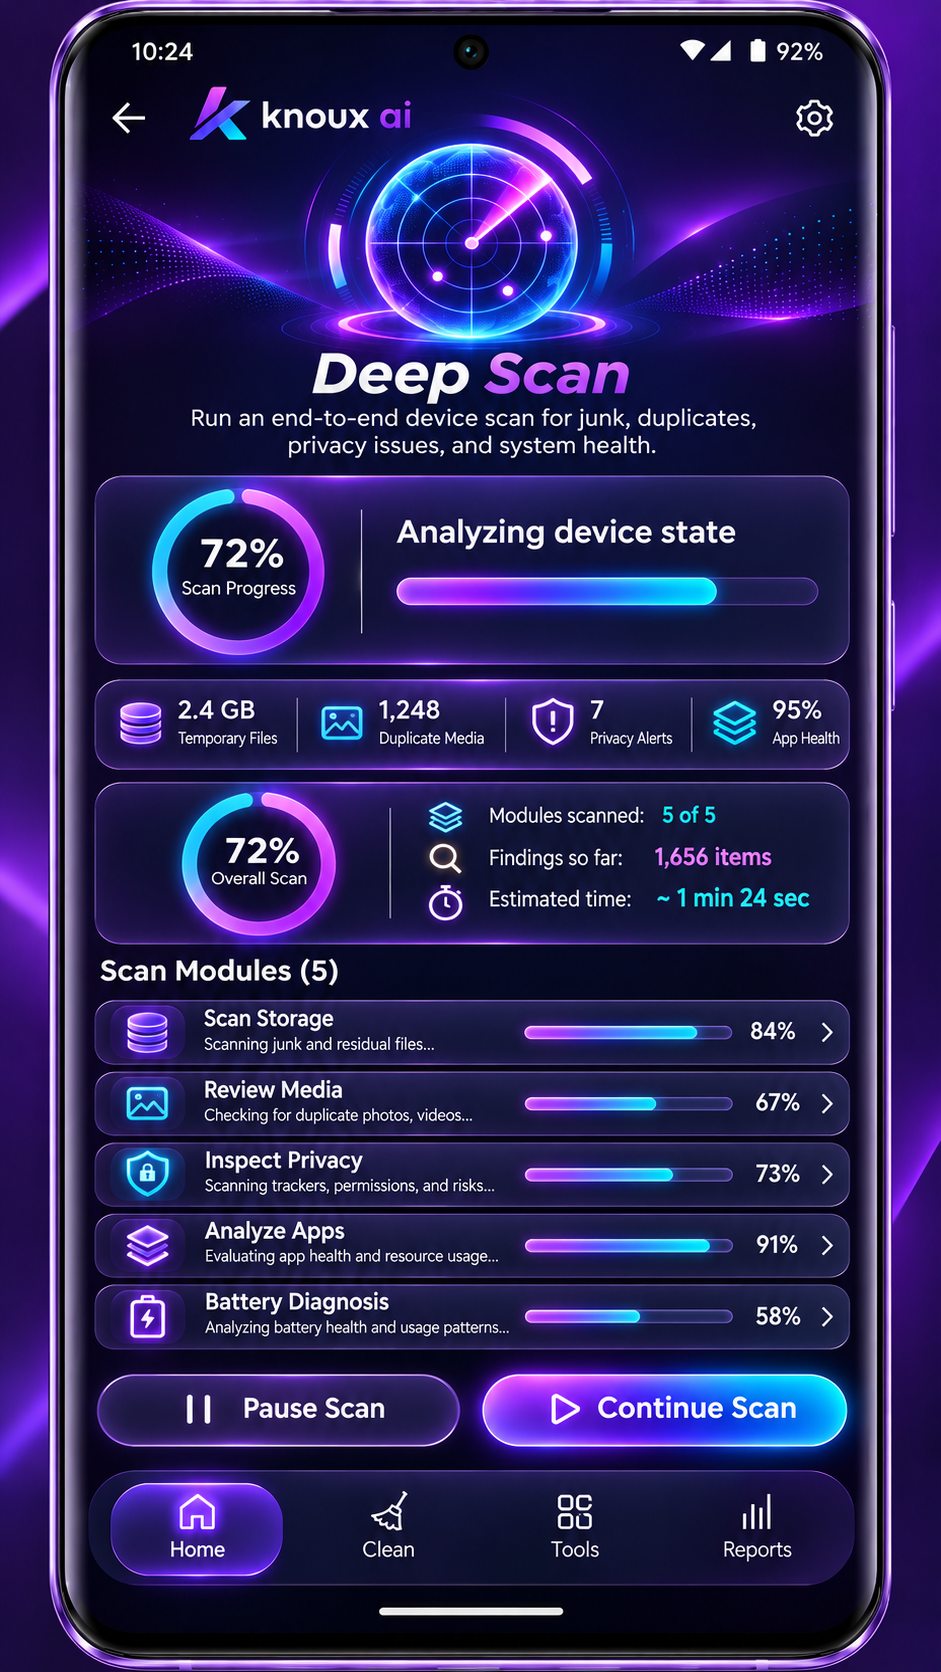 10:24
92%
knoux ai
Deep Scan
Run an end-to-end device scan for junk, duplicates,
privacy issues, and system health.
72%
Scan Progress
Analyzing device state
2.4 GB
Temporary Files
1,248
Duplicate Media
7
Privacy Alerts
95%
App Health
72%
Overall Scan
Modules scanned: 5 of 5
Findings so far: 1,656 items
Estimated time: ~ 1 min 24 sec
Scan Modules (5)
Scan Storage
Scanning junk and residual files...
84%
Review Media
Checking for duplicate photos, videos...
67%
Inspect Privacy
Scanning trackers, permissions, and risks...
73%
Analyze Apps
Evaluating app health and resource usage...
91%
Battery Diagnosis
Analyzing battery health and usage patterns...
58%
Pause Scan
Continue Scan
Home
Clean
Tools
Reports